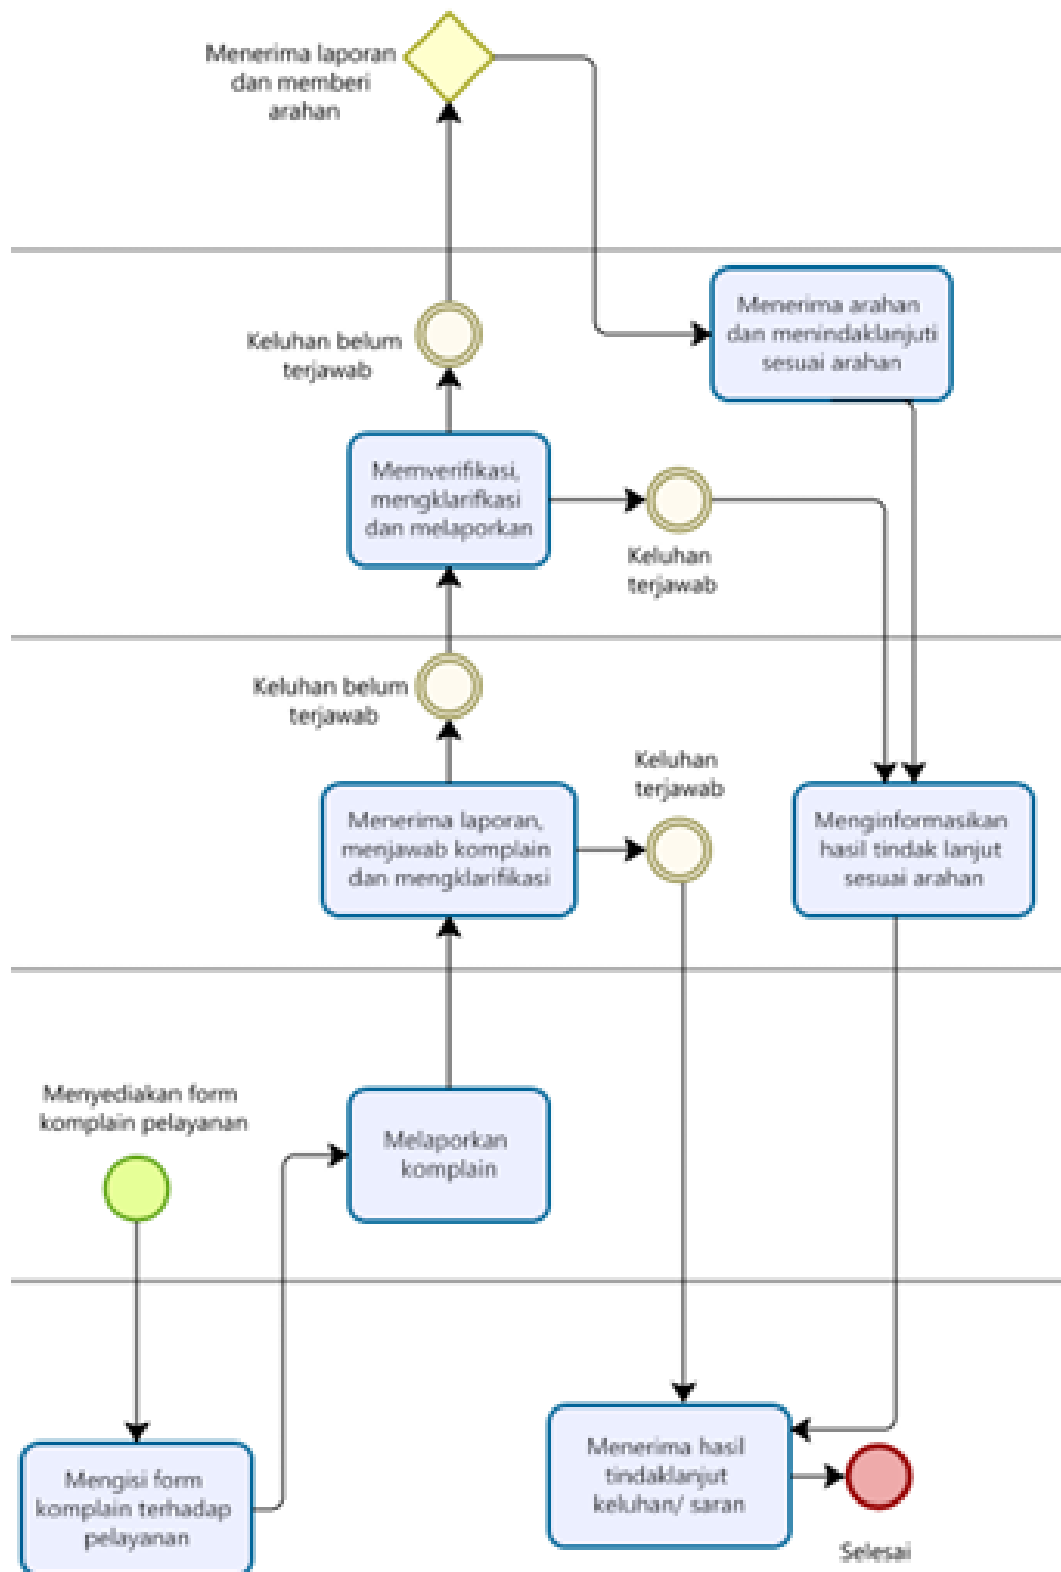 Menerima laporan
dan memberi
arahan
Menerima arahan
dan menindaklanjuti
sesuai arahan
Keluhan belum
terjawab
Memverifikasi,
mengklarifkasi
dan melaporkan
Keluhan
terjawab
Keluhan belum
terjawab
Keluhan
terjawab
Menerima laporan,
menjawab komplain
dan mengklarifikasi
Menginformasikan
hasil tindak lanjut
sesuai arahan
Menyediakan form
komplain pelayanan
Melaporkan
komplain
Mengisi form
komplain terhadap
pelayanan
Menerima hasil
tindaklanjut
keluhan/ saran
Selesai